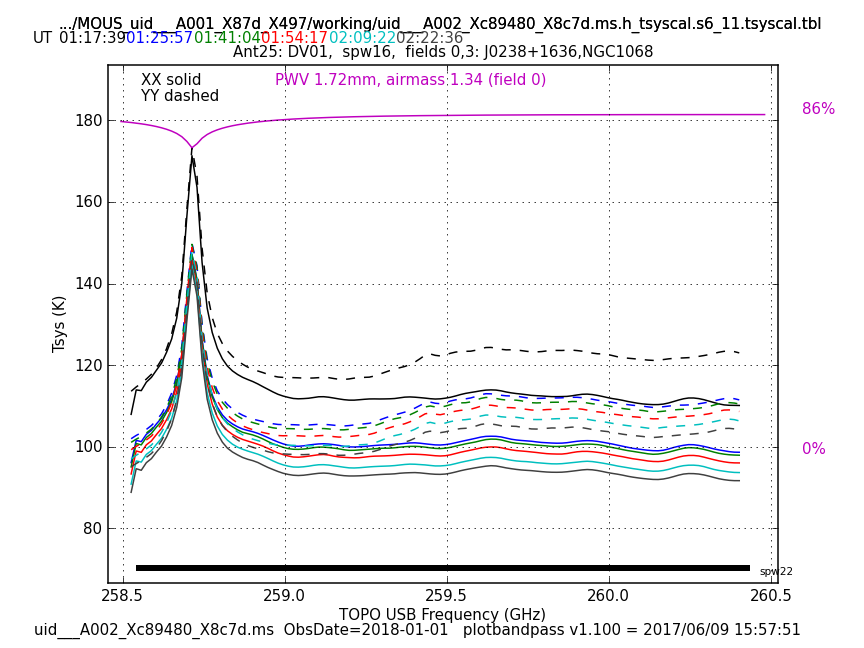 .../MOUS_uid___A001_X87d_X497/working/uid___A002_Xc89480_X8c7d.ms.h_tsyscal.s6_11.tsyscal.tbl
UT 01:17:39 01:25:57 01:41:04 01:54:17 02:09:22 02:22:36
Ant25: DV01,  spw16,  fields 0,3: J0238+1636,NGC1068
XX solid PWV 1.72mm, airmass 1.34 (field 0)
YY dashed
86%
180
160
140
120
100
80
0%
Tsys (K)
spw22
258.5 259.0 259.5 260.0 260.5
TOPO USB Frequency (GHz)
uid___A002_Xc89480_X8c7d.ms  ObsDate=2018-01-01   plotbandpass v1.100 = 2017/06/09 15:57:51